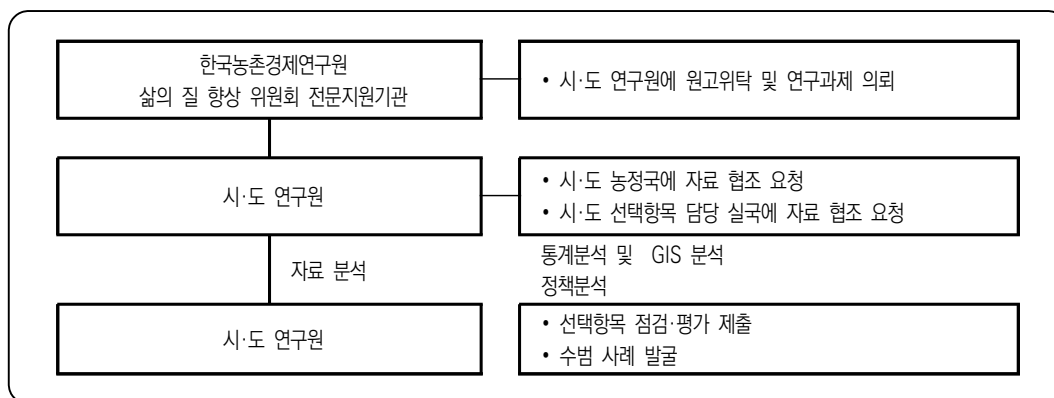 한국농촌경제연구원
삶의 질 향상 위원회 전문지원기관
• 시·도 연구원에 원고위탁 및 연구과제 의뢰
시·도 연구원
• 시·도 농정국에 자료 협조 요청
• 시·도 선택항목 담당 실국에 자료 협조 요청
자료 분석
통계분석 및 GIS 분석
정책분석
시·도 연구원
• 선택항목 점검·평가 제출
• 수범 사례 발굴